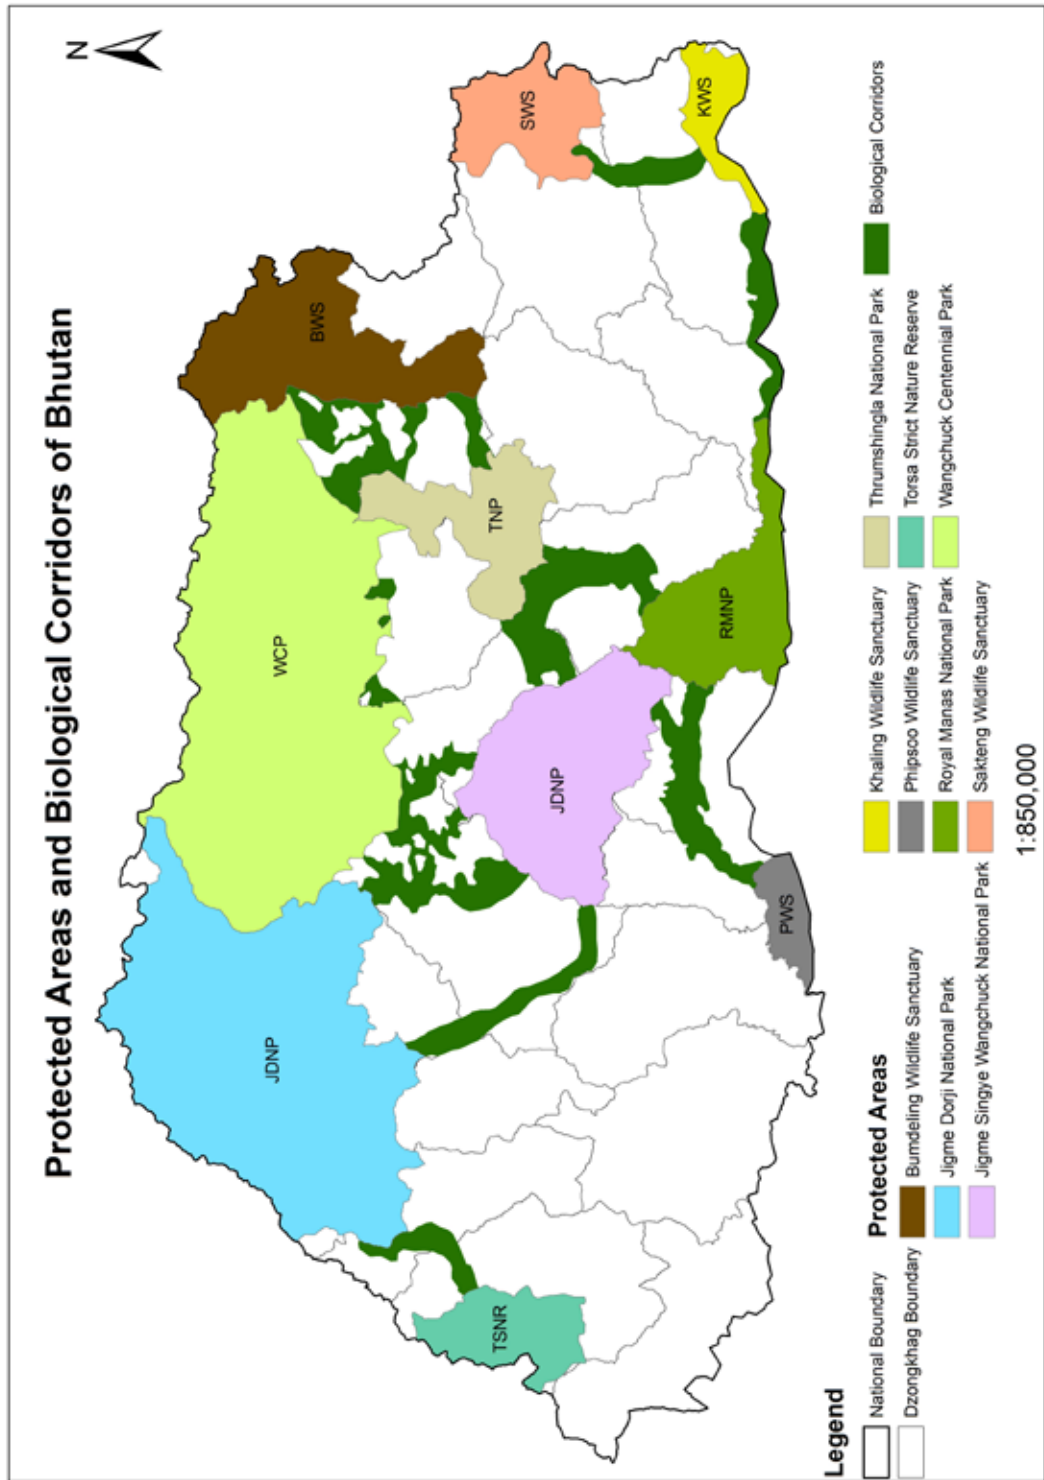 Protected Areas and Biological Corridors of Bhutan
N
BWS
SWS
WCP
JDNP
TNP
KWS
TSNR
JDNP
RMNP
PWS
Legend
National Boundary
Dzongkhag Boundary
Protected Areas
Bumdeling Wildlife Sanctuary
Jigme Dorji National Park
Jigme Singye Wangchuck National Park
Khaling Wildlife Sanctuary
Phipsoo Wildlife Sanctuary
Royal Manas National Park
Sakteng Wildlife Sanctuary
Thrumshingla National Park
Torsa Strict Nature Reserve
Wangchuck Centennial Park
Biological Corridors
1:850,000